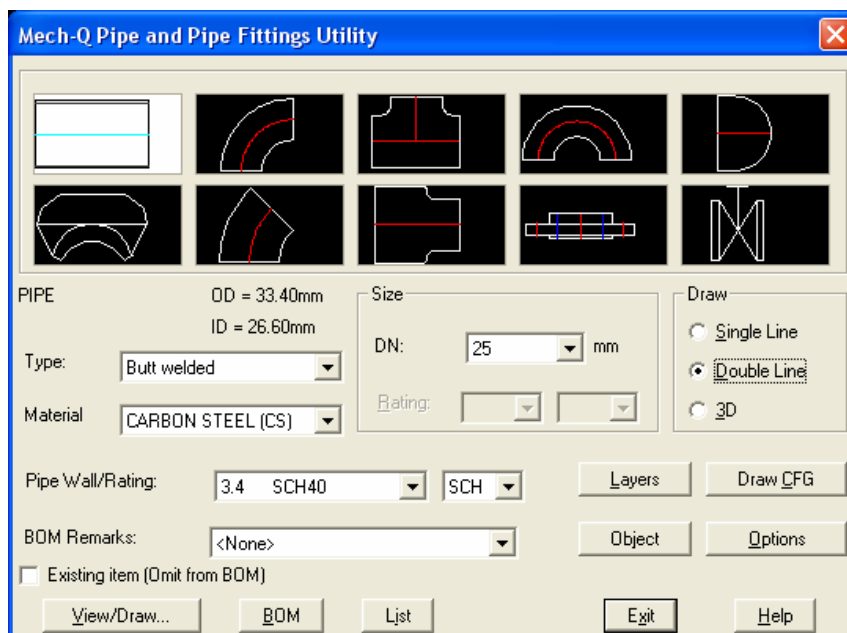 Mech-Q Pipe and Pipe Fittings Utility
PIPE
OD = 33.40mm
ID = 26.60mm
Type:
Butt welded
Material
CARBON STEEL (CS)
Size
DN:
25
mm
Rating:
Draw
Single Line
Double Line
3D
Pipe Wall/Rating:
3.4 SCH40
SCH
Layers
Draw CFG
BOM Remarks:
<None>
Object
Options
Existing item (Omit from BOM)
View/Draw...
BOM
List
Exit
Help